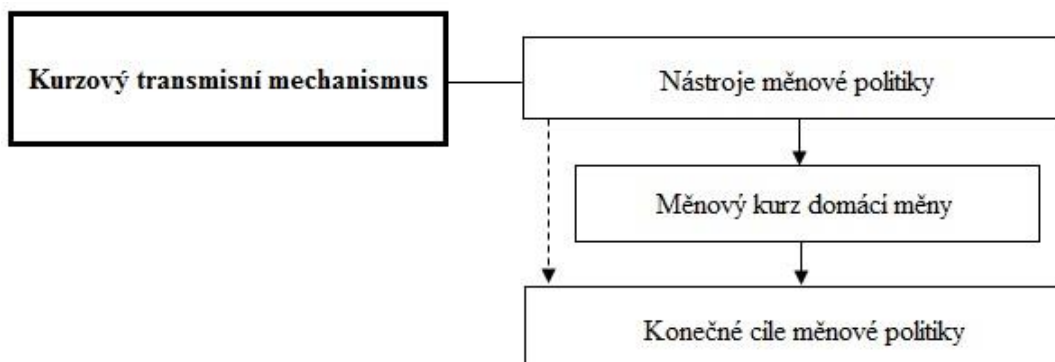 Kurzový transmisní mechanismus
Nástroje měnové politiky
Měnový kurz domácí měny
Konečné cíle měnové politiky